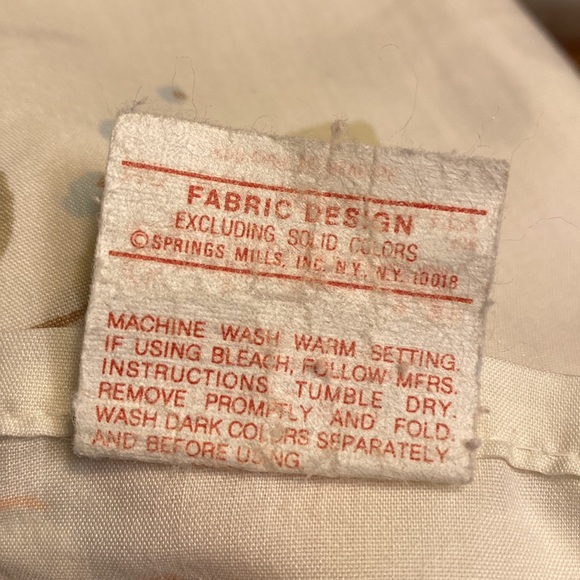 FABRIC DESIGN
EXCLUDING SOLID COLORS
©SPRINGS MILLS, INC. N.Y., N.Y. 10018
MACHINE WASH WARM SETTING.
IF USING BLEACH, FOLLOW MFRS.
INSTRUCTIONS. TUMBLE DRY.
REMOVE PROMPTLY AND FOLD.
WASH DARK COLORS SEPARATELY
AND BEFORE USING